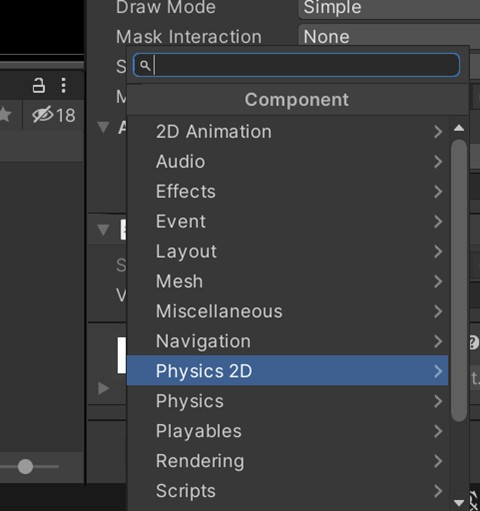 Draw Mode
Simple
Mask Interaction
None
S
M
18
Component
A
2D Animation
Audio
Effects
Event
Layout
Mesh
S
Miscellaneous
V
Navigation
Physics 2D
t.
Physics
Playables
Rendering
Scripts